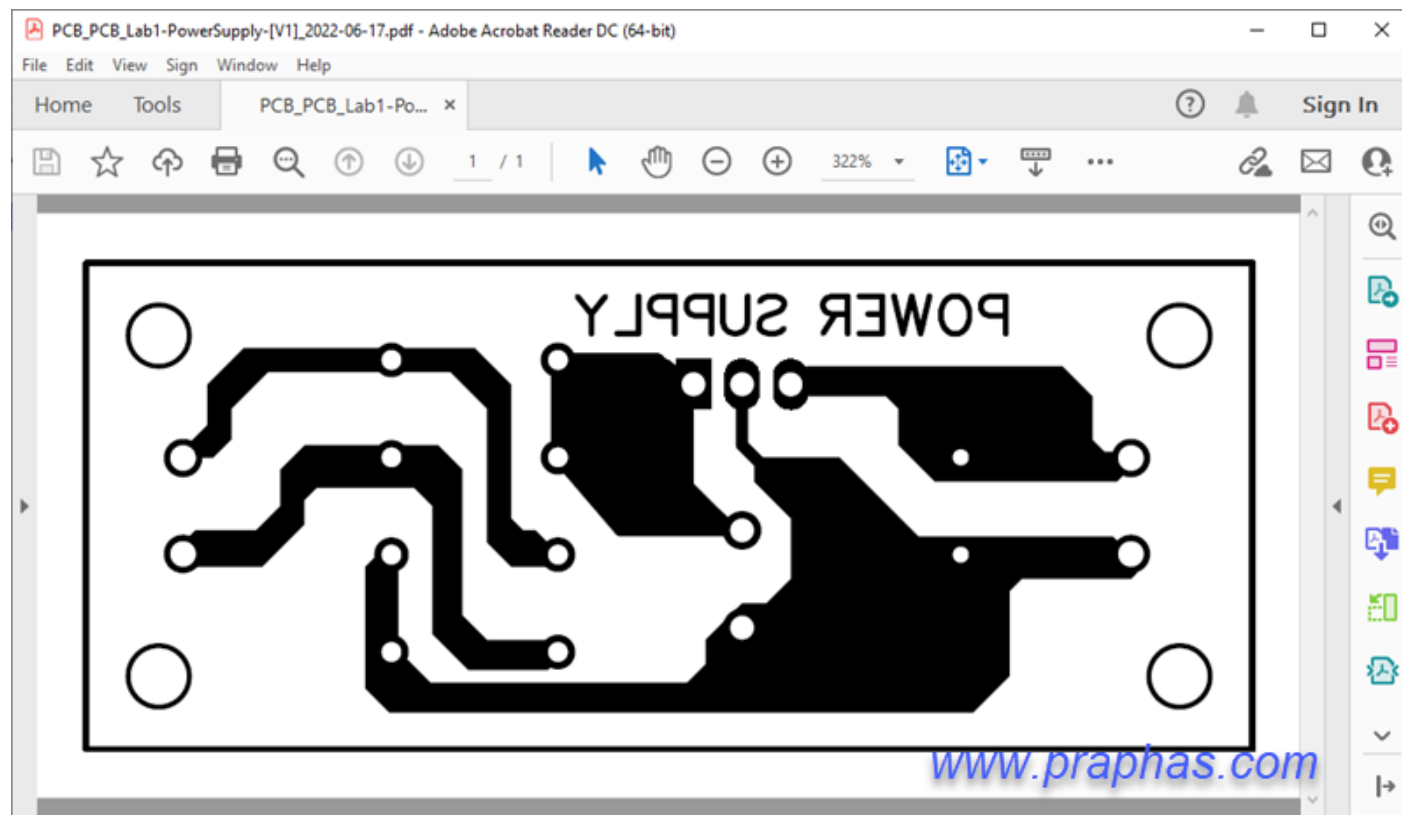 PCB_PCB_Lab1-PowerSupply-[V1]_2022-06-17.pdf - Adobe Acrobat Reader DC (64-bit)
File Edit View Sign Window Help
Home Tools PCB_PCB_Lab1-Po... × Sign In
1 / 1 322%
POWER SUPPLY
www.praphas.com